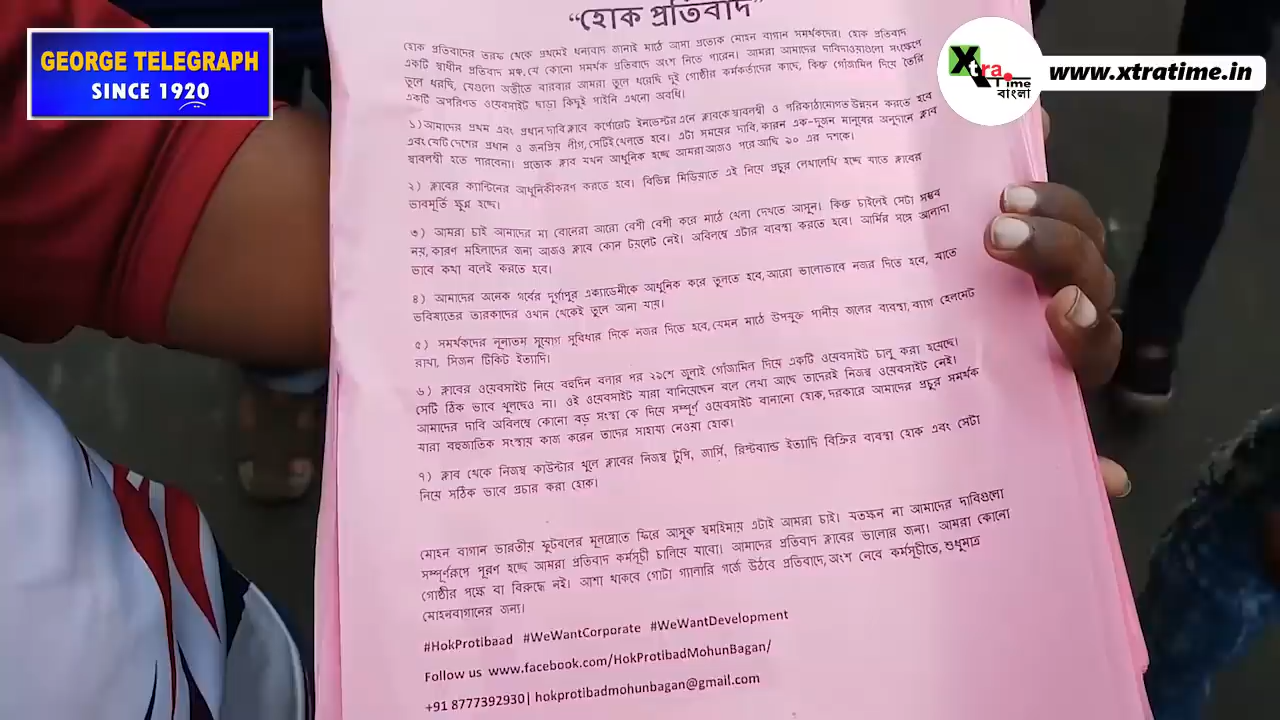 GEORGE TELEGRAPH
SINCE 1920
Xtra Time
বাংলা
www.xtratime.in
“হোক প্রতিবাদ”
হোক প্রতিবাদের তরফ থেকে প্রথমেই ধন্যবাদ জানাই মাঠে আসা প্রত্যেক মোহন বাগান সমর্থকদের। হোক প্রতিবাদ
একটি স্বাধীন প্রতিবাদ মঞ্চ, যে কোনো সমর্থক প্রতিবাদে অংশ নিতে পারেন। আমরা আমাদের দাবিদাওয়াগুলো সংক্ষেপে
তুলে ধরছি, যেগুলো অতীতে বারবার আমরা তুলে ধরেছি দুই গোষ্ঠীর কর্মকর্তাদের কাছে, কিন্তু গোঁজামিল দিয়ে তৈরি
একটি অপরিণত ওয়েবসাইট ছাড়া কিছুই পাইনি এখনো অবধি।
১) আমাদের প্রথম এবং প্রধান দাবি ক্লাবে কর্পোরেট ইনভেস্টর এনে ক্লাবকে স্বাবলম্বী ও পরিকাঠামোগত উন্নয়ন করতে হবে
এবং যেটি দেশের প্রধান ও জনপ্রিয় লীগ, সেটিই খেলতে হবে। এটা সময়ের দাবি, কারন এক-দুজন মানুষের অনুদানে ক্লাব
স্বাবলম্বী হতে পারবেনা। প্রত্যেক ক্লাব যখন আধুনিক হচ্ছে আমরা আজও পরে আছি ৯০ এর দশকে।
২) ক্লাবের ক্যান্টিনের আধুনিকীকরণ করতে হবে। বিভিন্ন মিডিয়াতে এই নিয়ে প্রচুর লেখালেখি হচ্ছে যাতে ক্লাবের
ভাবমূর্তি ক্ষুন্ন হচ্ছে।
৩) আমরা চাই আমাদের মা বোনেরা আরো বেশী বেশী করে মাঠে খেলা দেখতে আসুন। কিন্তু চাইলেই সেটা সম্ভব
নয়, কারণ মহিলাদের জন্য আজও ক্লাবে কোন টয়লেট নেই। অবিলম্বে এটার ব্যবস্থা করতে হবে। আর্মির সঙ্গে আলাদা
ভাবে কথা বলেই করতে হবে।
৪) আমাদের অনেক গর্বের দূর্গাপুর এক্যাডেমীকে আধুনিক করে তুলতে হবে, আরো ভালোভাবে নজর দিতে হবে, যাতে
ভবিষ্যতের তারকাদের ওখান থেকেই তুলে আনা যায়।
৫) সমর্থকদের নূন্যতম সুযোগ সুবিধার দিকে নজর দিতে হবে, যেমন মাঠে উপযুক্ত পানীয় জলের ব্যবস্থা, ব্যাগ হেলমেট
রাখা, সিজন টিকিট ইত্যাদি।
৬) ক্লাবের ওয়েবসাইট নিয়ে বহুদিন বলার পর ২৯শে জুলাই গোঁজামিল দিয়ে একটি ওয়েবসাইট চালু করা হয়েছে।
সেটি ঠিক ভাবে খুলছেও না। ওই ওয়েবসাইট যারা বানিয়েছেন বলে লেখা আছে তাদেরই নিজস্ব ওয়েবসাইট নেই।
আমাদের দাবি অবিলম্বে কোনো বড় সংস্থা কে দিয়ে সম্পূর্ণ ওয়েবসাইট বানানো হোক, দরকারে আমাদের প্রচুর সমর্থক
যারা বহুজাতিক সংস্থায় কাজ করেন তাদের সাহায্য নেওয়া হোক।
৭) ক্লাব থেকে নিজস্ব কাউন্টার খুলে ক্লাবের নিজস্ব টুপি, জার্সি, রিস্টব্যান্ড ইত্যাদি বিক্রির ব্যবস্থা হোক এবং সেটা
নিয়ে সঠিক ভাবে প্রচার করা হোক।
মোহন বাগান ভারতীয় ফুটবলের মূলস্রোতে ফিরে আসুক স্বমহিমায় এটাই আমরা চাই। যতক্ষন না আমাদের দাবিগুলো
সম্পূর্ণরূপে পূরণ হচ্ছে আমরা প্রতিবাদ কর্মসূচী চালিয়ে যাবো। আমাদের প্রতিবাদ ক্লাবের ভালোর জন্য। আমরা কোনো
গোষ্ঠীর পক্ষে বা বিরুদ্ধে নই। আশা থাকবে গোটা গ্যালারি গর্জে উঠবে প্রতিবাদে, অংশ নেবে কর্মসূচীতে, শুধুমাত্র
মোহনবাগানের জন্য।
#HokProtibaad #WeWantCorporate #WeWantDevelopment
Follow us www.facebook.com/HokProtibadMohunBagan/
+91 8777392930| hokprotibadmohunbagan@gmail.com